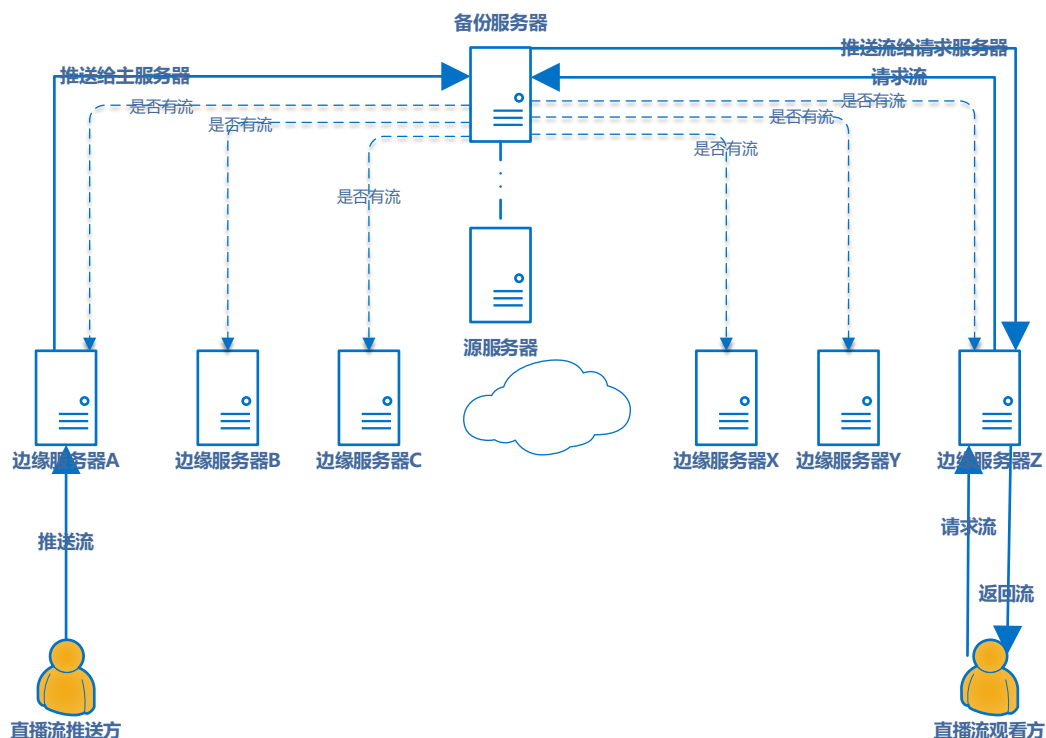 备份服务器
推送流给请求服务器
推送给主服务器
请求流
是否有流
是否有流
是否有流
是否有流
是否有流
是否有流
源服务器
边缘服务器A
边缘服务器B
边缘服务器C
边缘服务器X
边缘服务器Y
边缘服务器Z
推送流
请求流
返回流
直播流推送方
直播流观看方